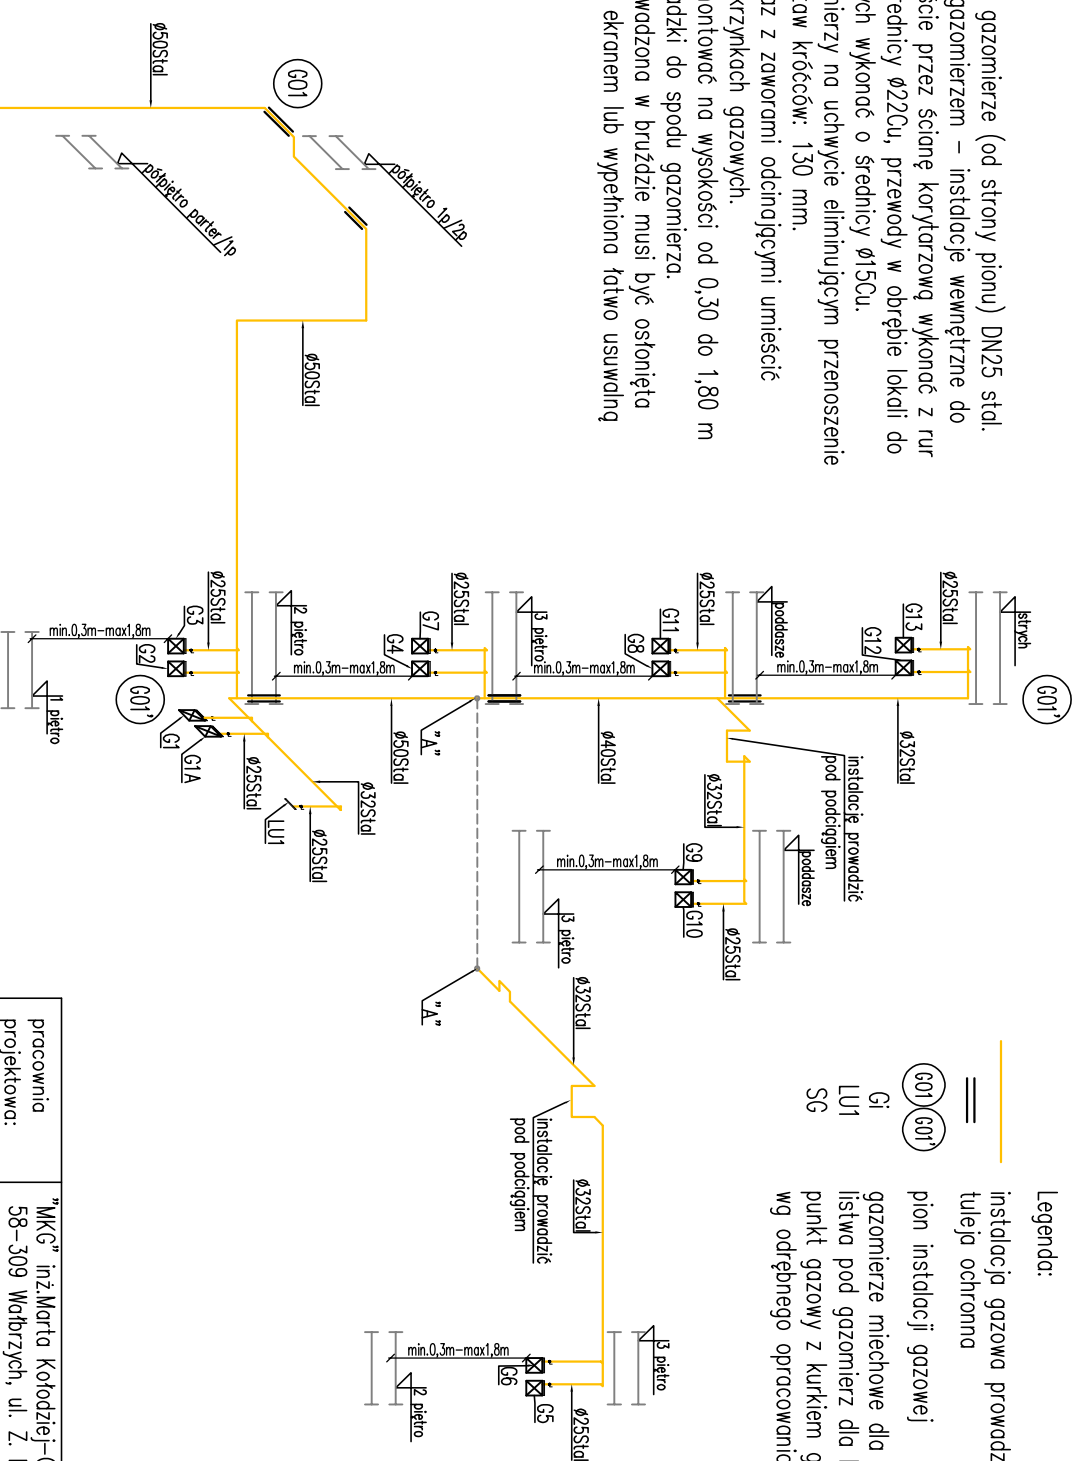 gazomierze (od strony pionu) DN25 stal.
gazomierzem – instalacje wewnętrzne do
ście przez ścianę korytarzową wykonać z rur
rednicy ø22Cu, przewody w obrębie lokali do
ych wykonać o średnicy ø15Cu.
mierzy na uchwycie eliminującym przenoszenie
taw króćców: 130 mm.
az z zaworami odcinającymi umieścić
krzynkach gazowych.
montować na wysokości od 0,30 do 1,80 m
adzki do spodu gazomierza.
wadzona w bruździe musi być osłonięta
ekranem lub wypełniona łatwo usuwalną
ø50Stal
G01
półpiętro parter/1p
półpiętro 1p/2p
ø50Stal
strych
G01'
ø25Stal
G13
G12
min.0,3m–max1,8m
ø32Stal
poddasze
ø25Stal
G11
G8
min.0,3m–max1,8m
ø40Stal
instalację prowadzić
pod podciągiem
3 piętro
ø25Stal
G7
G4
min.0,3m–max1,8m
ø50Stal
"A"
2 piętro
ø25Stal
G3
G2
min.0,3m–max1,8m
1 piętro
G01'
G1
G1A
ø25Stal
LU1
ø25Stal
ø32Stal
ø32Stal
poddasze
G9
G10
min.0,3m–max1,8m
ø25Stal
3 piętro
"A"
ø32Stal
instalację prowadzić
pod podciągiem
ø32Stal
3 piętro
min.0,3m–max1,8m
G6
G5
ø25Stal
2 piętro
Legenda:
instalacja gazowa prowadz
tuleja ochronna
G01 G01' pion instalacji gazowej
Gi gazomierze miechowe dla
LU1 listwa pod gazomierz dla
SG punkt gazowy z kurkiem g
wg odrębnego opracowania
pracownia
projektowa:
"MKG" inż.Marta Kołodziej–
58–309 Wałbrzych, ul. Z.